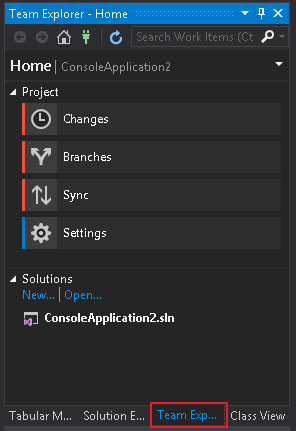 Team Explorer - Home
Search Work Items (Ct
Home | ConsoleApplication2
Project
Changes
Branches
Sync
Settings
Solutions
New... | Open...
ConsoleApplication2.sln
Tabular M... Solution E... Team Exp... Class View